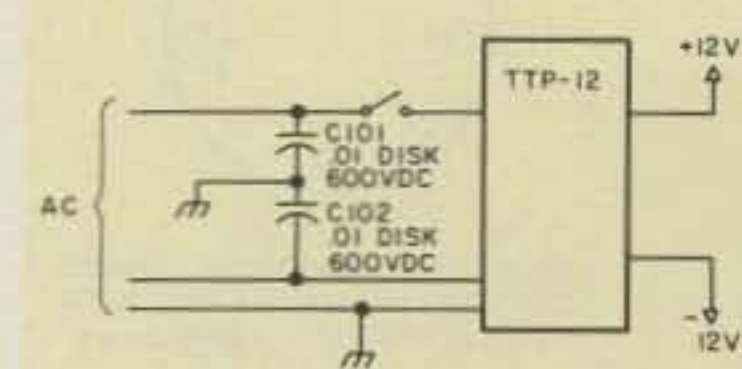 +12V
TTP-12
C101
.01 DISK
600VDC
AC
C102
.01 DISK
600VDC
-12V